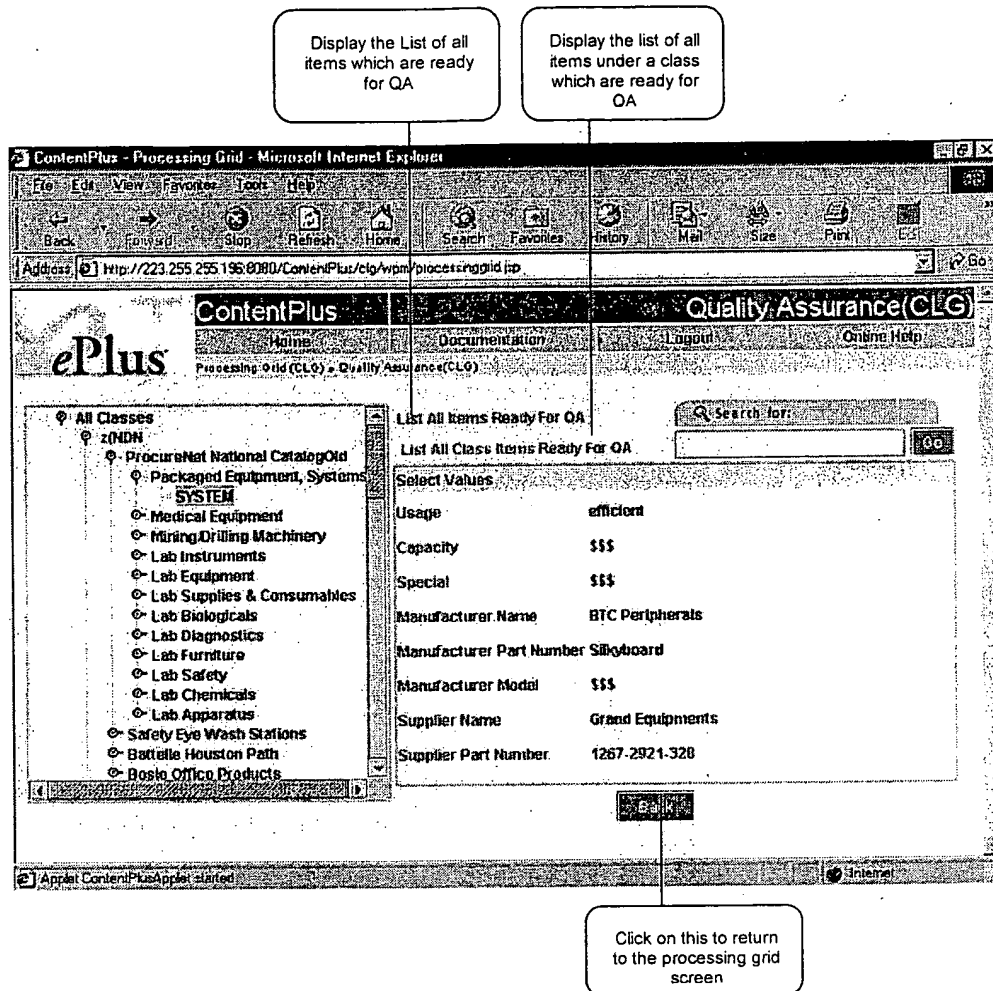 Display the List of all
items which are ready
for QA
Display the list of all
items under a class
which are ready for
QA
ContentPlus - Processing Grid - Microsoft Internet Explorer
File Edit View Favorites Tools Help
Back Forward Stop Refresh Home Search Favorites History Mail Size Print
Address http://223.255.255.196:8080/ContentPlus/clg/wpm/processinggrid.jsp Go
ePlus
ContentPlus Quality Assurance(CLG)
Home Documentation Logout Online Help
Processing Grid (CLG) » Quality Assurance(CLG)
All Classes
z(NDN
ProcureNet National CatalogOld
Packaged Equipment, Systems
SYSTEM
Medical Equipment
Mining/Drilling Machinery
Lab Instruments
Lab Equipment
Lab Supplies & Consumables
Lab Biologicals
Lab Diagnostics
Lab Furniture
Lab Safety
Lab Chemicals
Lab Apparatus
Safety Eye Wash Stations
Battelle Houston Path
Office Products
List All Items Ready For QA
Search for:
List All Class Items Ready For QA
Go
Select Values
Usage efficient
Capacity $$$
Special $$$
Manufacturer Name BTC Peripherals
Manufacturer Part Number Silkyboard
Manufacturer Model $$$
Supplier Name Grand Equipments
Supplier Part Number 1267-2921-328
Back
Applet ContentPlusApplet started Internet
Click on this to return
to the processing grid
screen